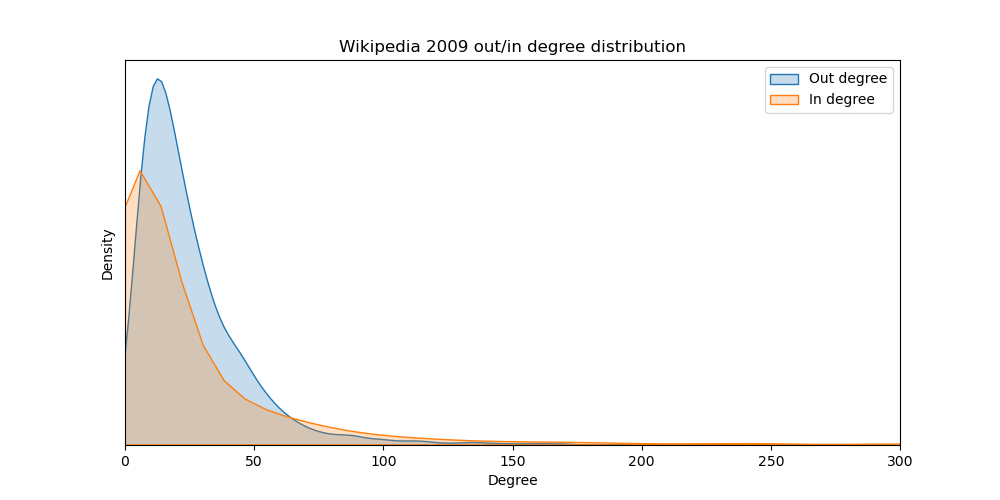 Wikipedia 2009 out/in degree distribution
Out degree
In degree
Density
0 50 100 150 200 250 300
Degree